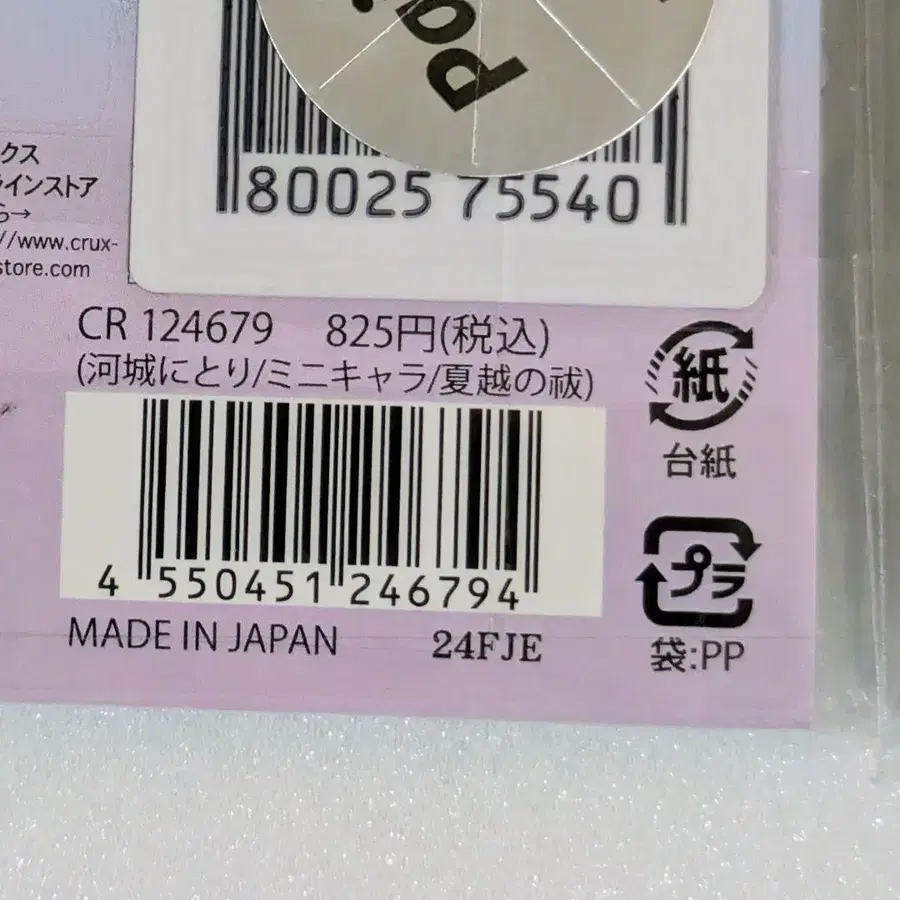 Pai
80025 75540
クス
インストア
ら→
//www.crux-
store.com
CR 124679 825円(税込)
(河城にとり/ミニキャラ/夏越の祓)
紙
台紙
4 550451 246794
プラ
MADE IN JAPAN 24FJE
袋:PP